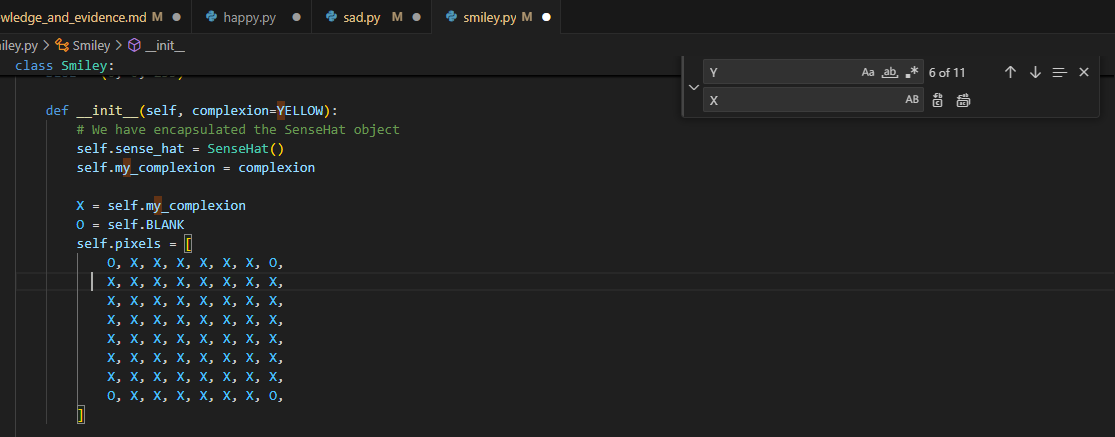 wledge_and_evidence.md M
happy.py
sad.py M
smiley.py M
iley.py > Smiley > __init__
class Smiley:
Y
Aa ab .* 6 of 11
X
AB
def __init__(self, complexion=YELLOW):
# We have encapsulated the SenseHat object
self.sense_hat = SenseHat()
self.my_complexion = complexion
X = self.my_complexion
O = self.BLANK
self.pixels = [
O, X, X, X, X, X, X, O,
X, X, X, X, X, X, X, X,
X, X, X, X, X, X, X, X,
X, X, X, X, X, X, X, X,
X, X, X, X, X, X, X, X,
X, X, X, X, X, X, X, X,
X, X, X, X, X, X, X, X,
O, X, X, X, X, X, X, O,
]